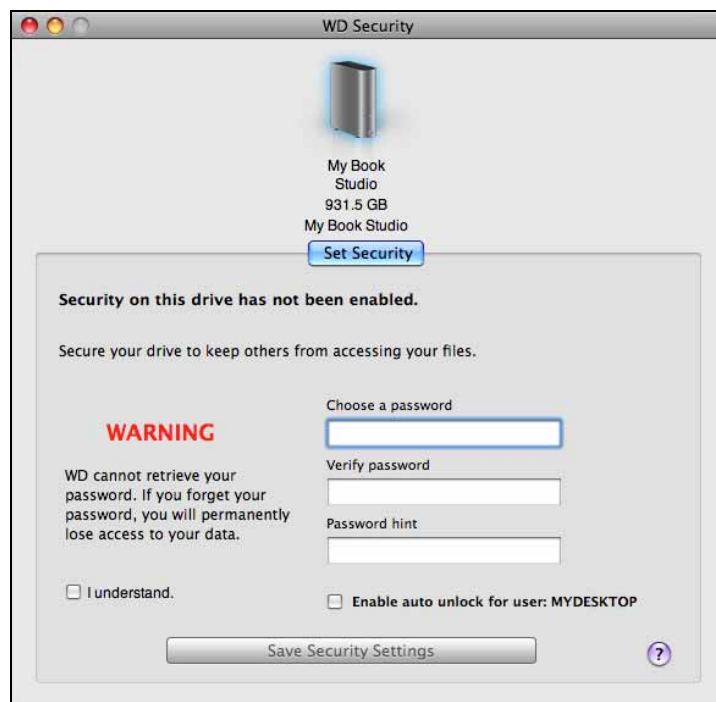 WD Security
My Book
Studio
931.5 GB
My Book Studio
Set Security
Security on this drive has not been enabled.
Secure your drive to keep others from accessing your files.
WARNING
WD cannot retrieve your
password. If you forget your
password, you will permanently
lose access to your data.
I understand.
Choose a password
Verify password
Password hint
Enable auto unlock for user: MYDESKTOP
Save Security Settings
?